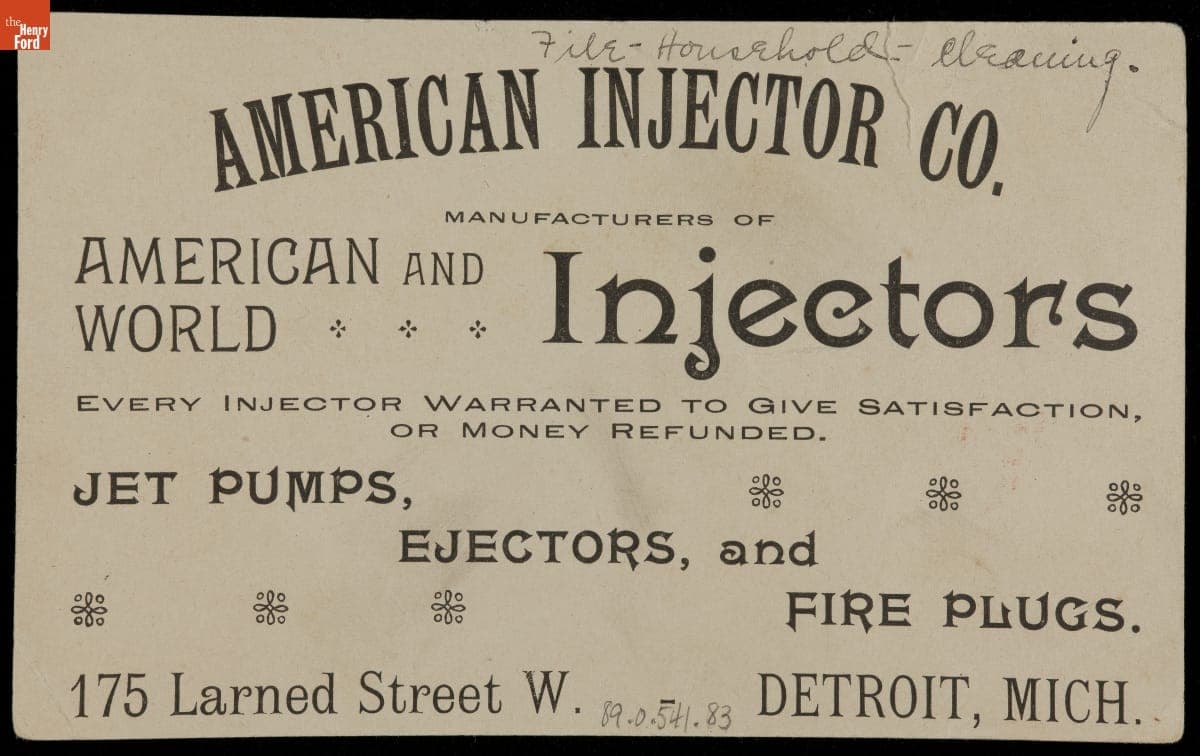 the
Henry
Ford
File - Household - Cleaning.
AMERICAN INJECTOR CO.
MANUFACTURERS OF
AMERICAN AND
WORLD
Injectors
EVERY INJECTOR WARRANTED TO GIVE SATISFACTION,
OR MONEY REFUNDED.
JET PUMPS,
EJECTORS, and
FIRE PLUGS.
175 Larned Street W. DETROIT, MICH.
89.0.541.83